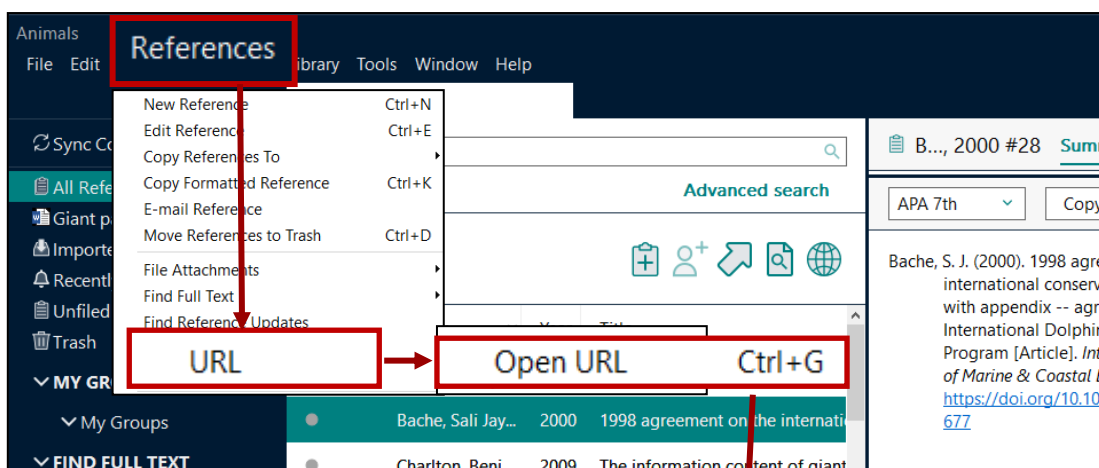 Animals
File Edit References Library Tools Window Help
New Reference Ctrl+N
Edit Reference Ctrl+E
Copy References To
Copy Formatted Reference Ctrl+K
E-mail Reference
Move References to Trash Ctrl+D
File Attachments
Find Full Text
Find Reference Updates
URL
Open URL Ctrl+G
Sync Co
All Refe
Giant p
Importe
Recentl
Unfiled
Trash
MY GR
My Groups
FIND FULL TEXT
Advanced search
Bache, Sali Jay... 2000 1998 agreement on the internati
Charlton, Beni 2009 The information content of giant
B..., 2000 #28 Summ
APA 7th Copy
Bache, S. J. (2000). 1998 agre
international conserv
with appendix -- agr
International Dolphin
Program [Article]. Int
of Marine & Coastal L
https://doi.org/10.10
677